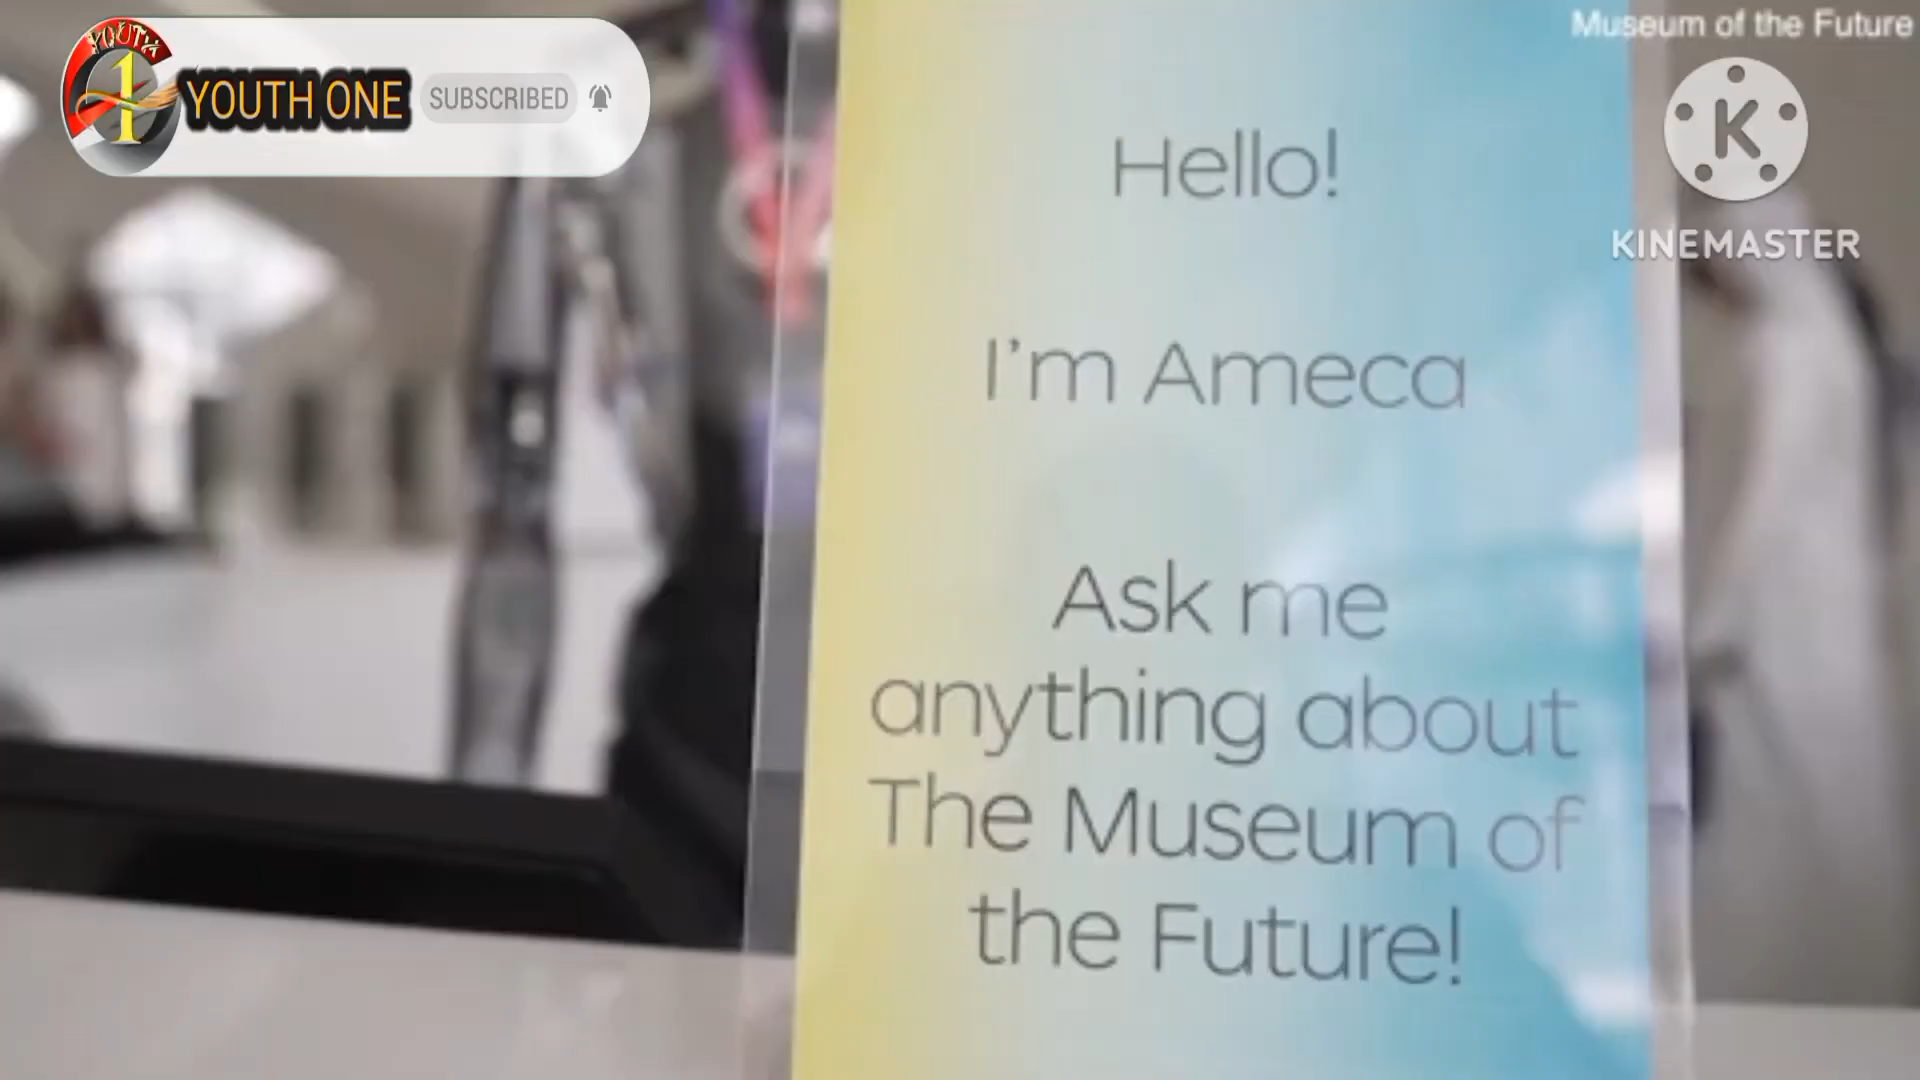 Museum of the Future
YOUTH
1
YOUTH ONE
SUBSCRIBED
K
KINEMASTER
Hello!
I'm Ameca
Ask me
anything about
The Museum of
the Future!